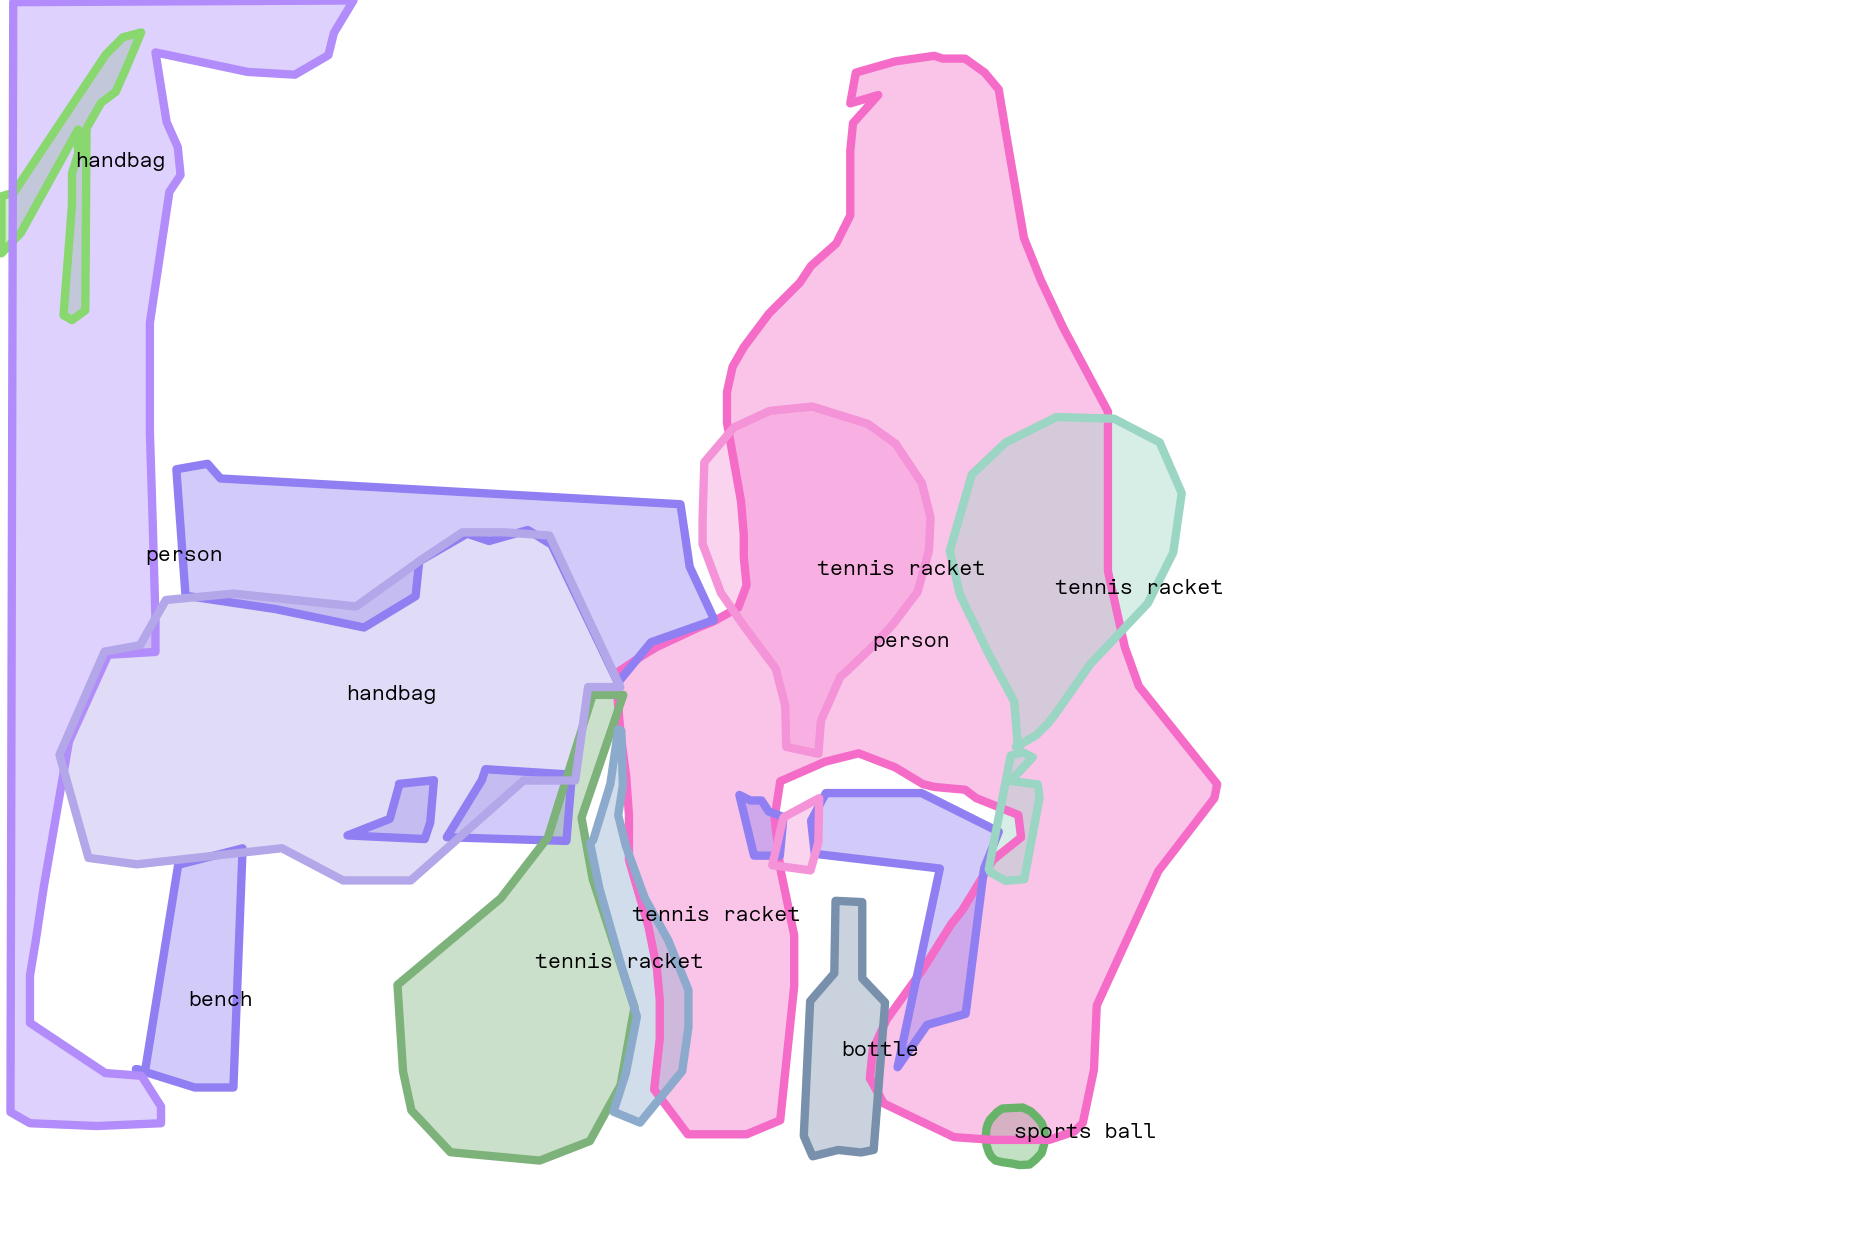 handbag
person
tennis racket
tennis racket
person
handbag
tennis racket
tennis racket
bench
bottle
sports ball